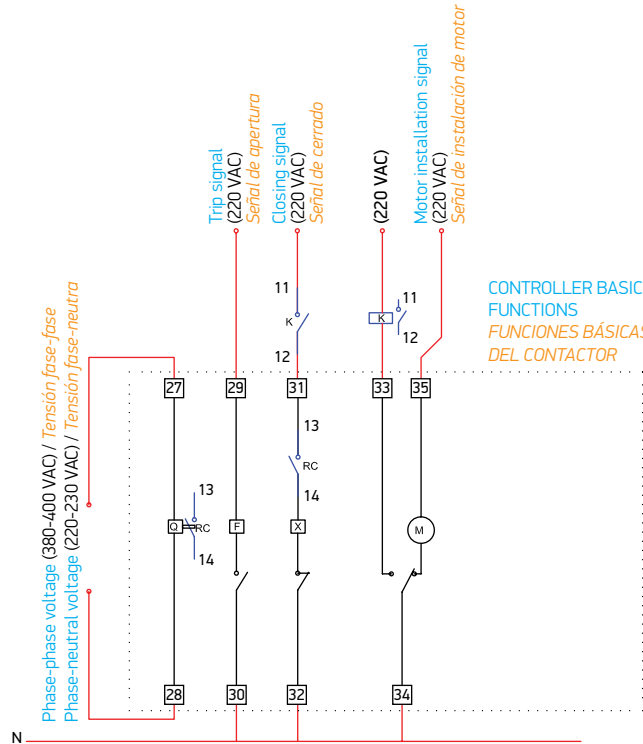 Trip signal
(220 VAC)
Señal de apertura
Closing signal
(220 VAC)
Señal de cerrado
(220 VAC)
Motor installation signal
(220 VAC)
Señal de instalación de motor
11
K
12
K
11
12
CONTROLLER BASIC
FUNCTIONS
FUNCIONES BÁSICAS
DEL CONTACTOR
Phase-phase voltage (380-400 VAC) / Tensión fase-fase
Phase-neutral voltage (220-230 VAC) / Tensión fase-neutra
27
29
31
33
35
13
RC
14
13
Q
RC
14
F
X
M
28
30
32
34
N